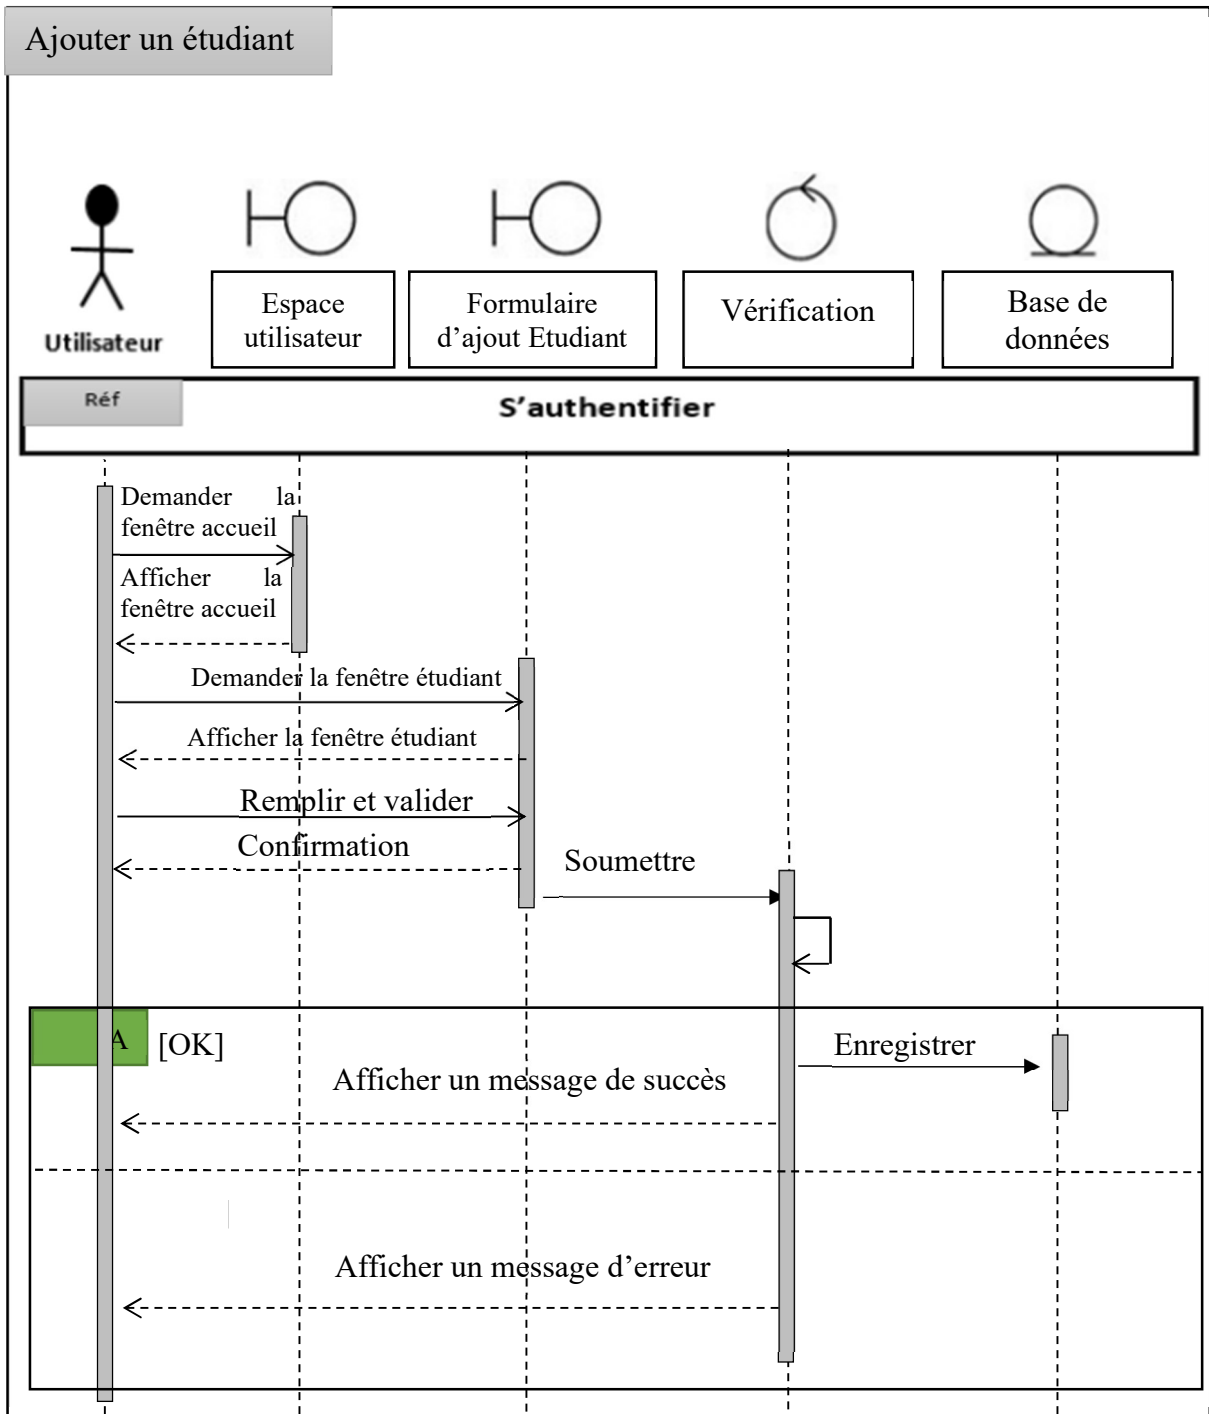 Ajouter un étudiant
Utilisateur
Espace
utilisateur
Formulaire
d’ajout Etudiant
Vérification
Base de
données
Réf
S’authentifier
Demander la
fenêtre accueil
Afficher la
fenêtre accueil
Demander la fenêtre étudiant
Afficher la fenêtre étudiant
Remplir et valider
Confirmation
Soumettre
A
[OK]
Enregistrer
Afficher un message de succès
Afficher un message d’erreur